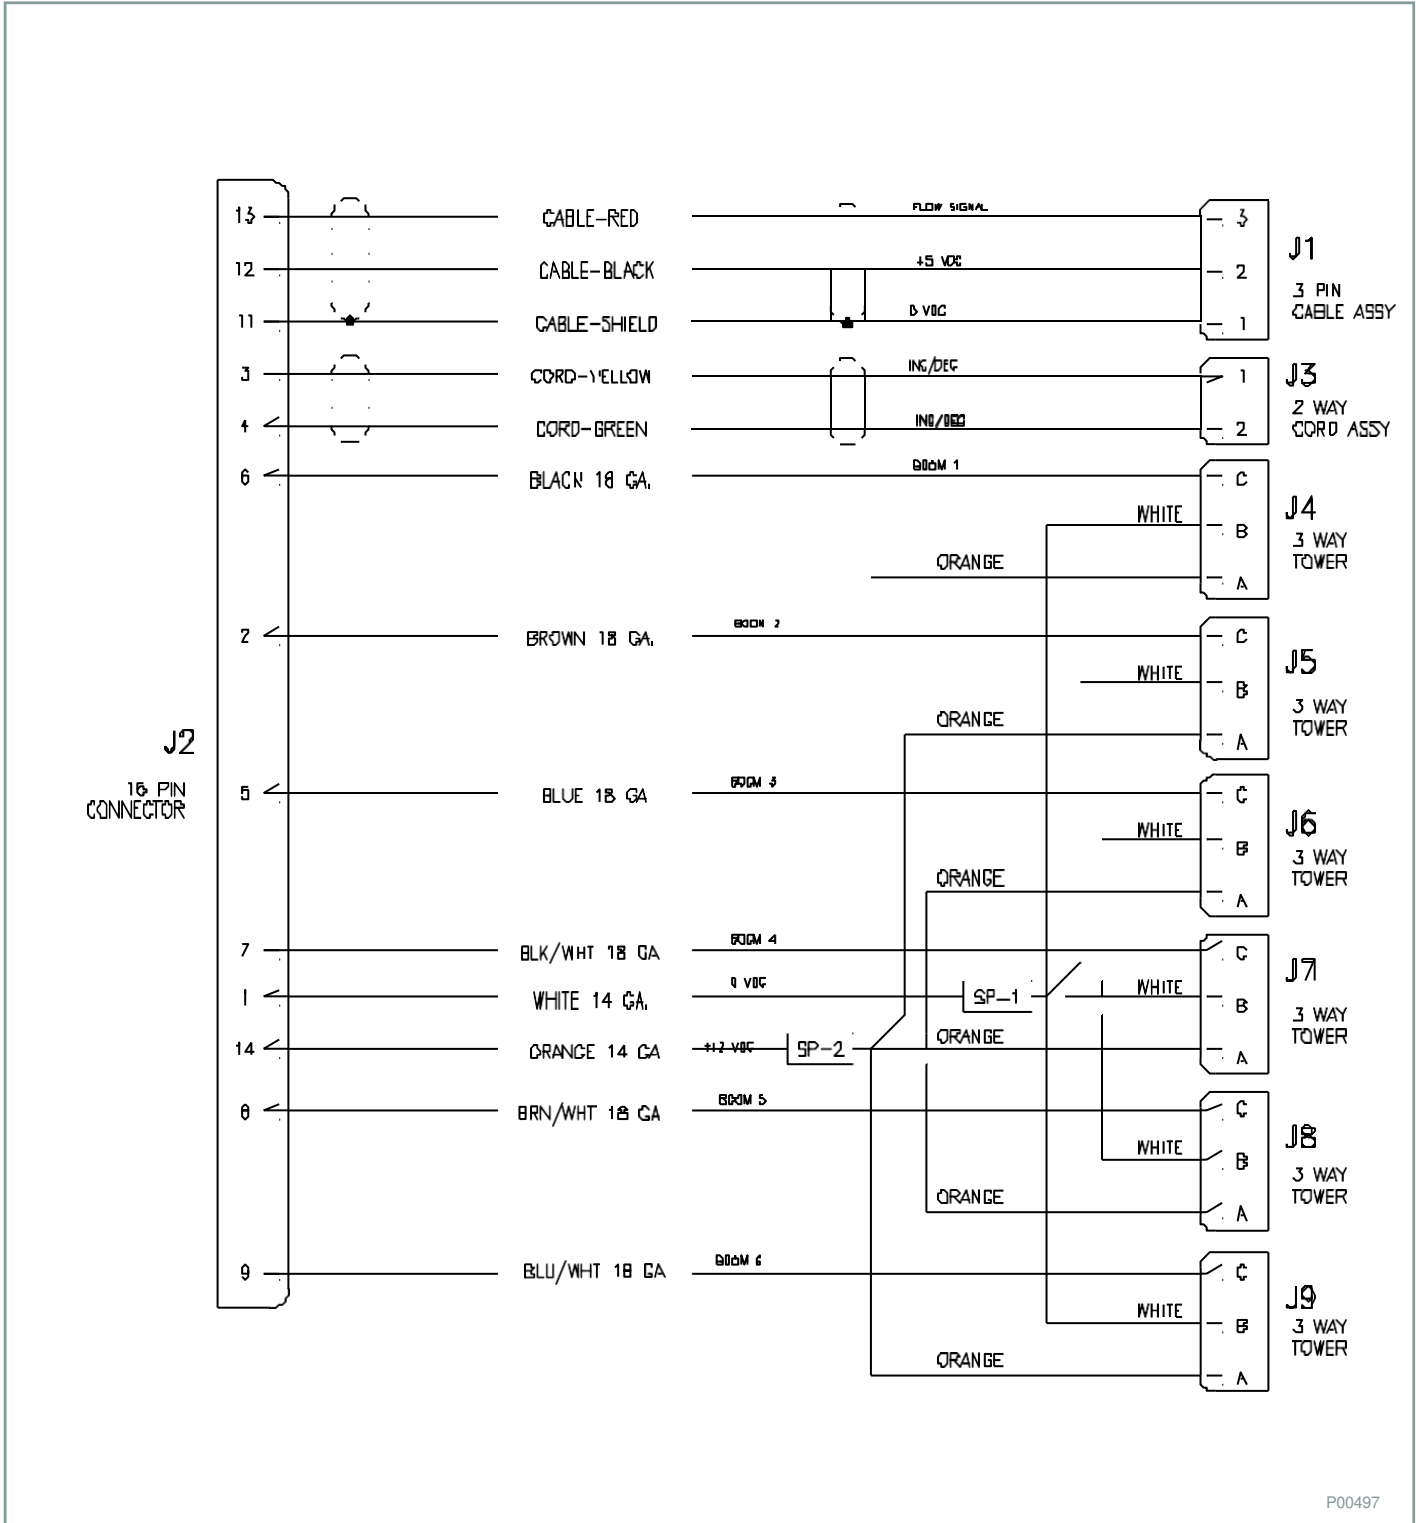 13 CABLE-RED FLOW SIGNAL 3
12 CABLE-BLACK +5 VDC 2
11 CABLE-SHIELD 0 VDC 1
J1
3 PIN
CABLE ASSY
3 CORD-YELLOW INC/DEC 1
4 CORD-GREEN INC/DEC 2
J3
2 WAY
CORD ASSY
6 BLACK 18 GA. BOOM 1 C
WHITE B
ORANGE A
J4
3 WAY
TOWER
2 BROWN 18 GA. BOOM 2 C
WHITE B
ORANGE A
J5
3 WAY
TOWER
J2
16 PIN
CONNECTOR
5 BLUE 18 GA BOOM 3 C
WHITE B
ORANGE A
J6
3 WAY
TOWER
7 BLK/WHT 18 GA BOOM 4 C
1 WHITE 14 GA. 0 VDC SP-1 WHITE B
14 ORANGE 14 GA +12 VDC SP-2 ORANGE A
J7
3 WAY
TOWER
8 BRN/WHT 18 GA BOOM 5 C
WHITE B
ORANGE A
J8
3 WAY
TOWER
9 BLU/WHT 18 GA BOOM 6 C
WHITE B
ORANGE A
J9
3 WAY
TOWER
P00497